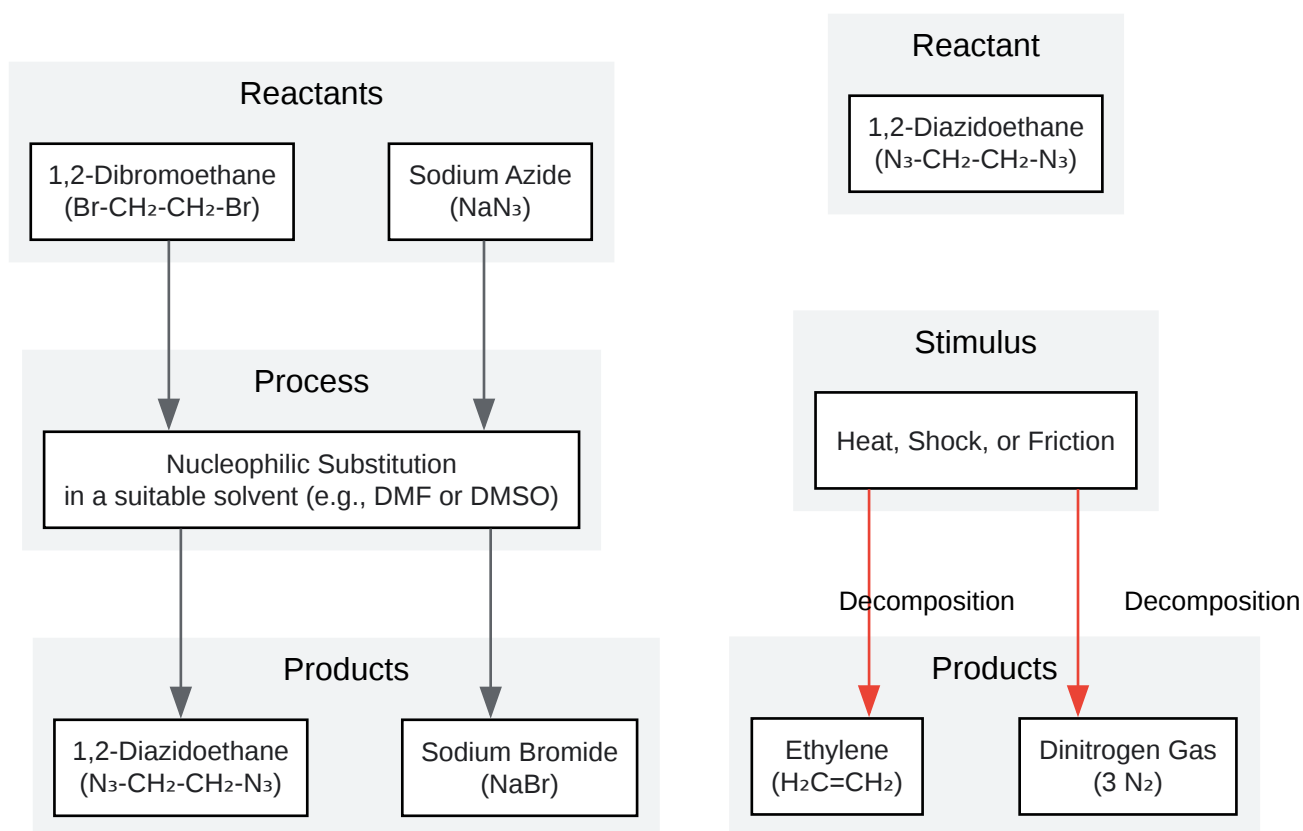 Reactants
1,2-Dibromoethane
(Br-CH₂-CH₂-Br)
Sodium Azide
(NaN₃)
Process
Nucleophilic Substitution
in a suitable solvent (e.g., DMF or DMSO)
Products
1,2-Diazidoethane
(N₃-CH₂-CH₂-N₃)
Sodium Bromide
(NaBr)
Reactant
1,2-Diazidoethane
(N₃-CH₂-CH₂-N₃)
Stimulus
Heat, Shock, or Friction
Decomposition
Decomposition
Products
Ethylene
(H₂C=CH₂)
Dinitrogen Gas
(3 N₂)